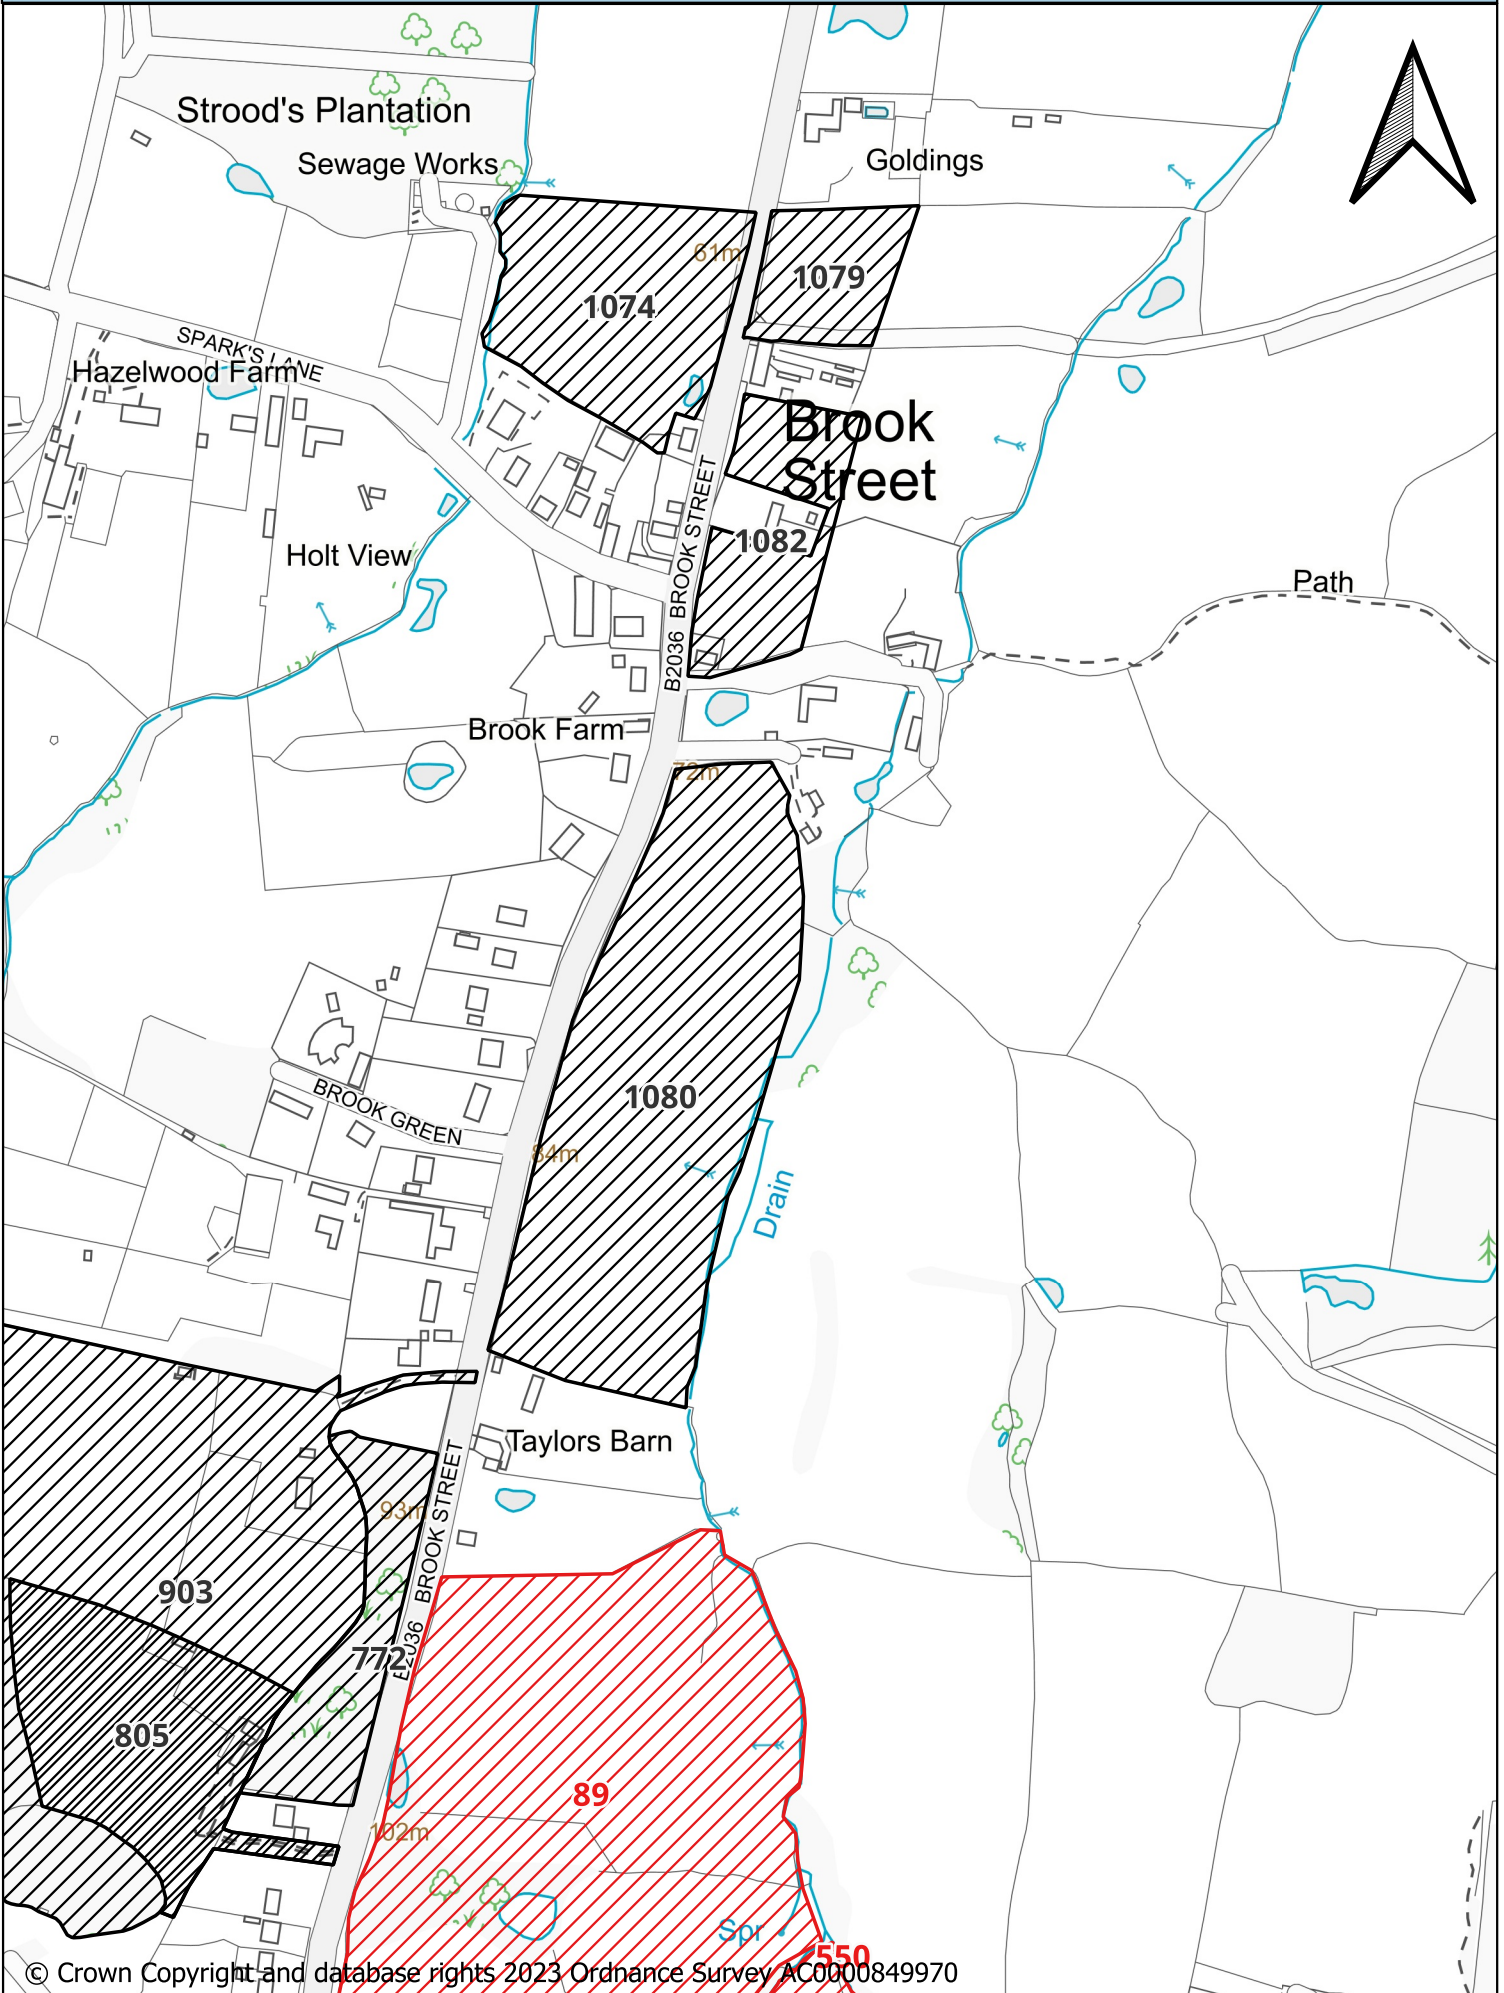 Strood's Plantation
Sewage Works
Goldings
61m
1079
1074
SPARK'S LANE
Hazelwood Farm
Brook
Street
1082
B2036 BROOK STREET
Holt View
Path
Brook Farm
72m
1080
BROOK GREEN
84m
Drain
Taylors Barn
93m
B2036 BROOK STREET
903
772
805
89
102m
Spr
550
© Crown Copyright and database rights 2023 Ordnance Survey AC0000849970